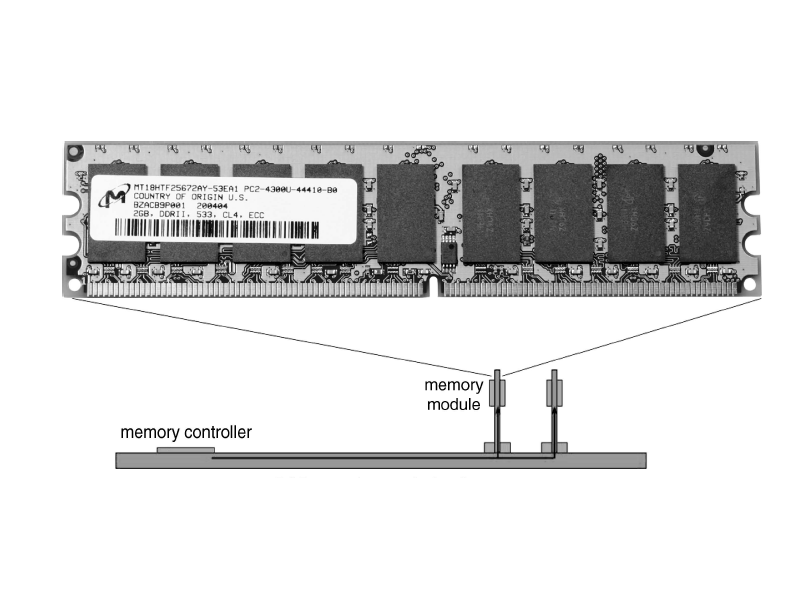 MT18HTF25672AY-53EA1 PC2-4300U-44410-B0
COUNTRY OF ORIGIN U.S.
BZACB9P001 200404
2GB, DDRII, 533, CL4, ECC
memory
module
memory controller